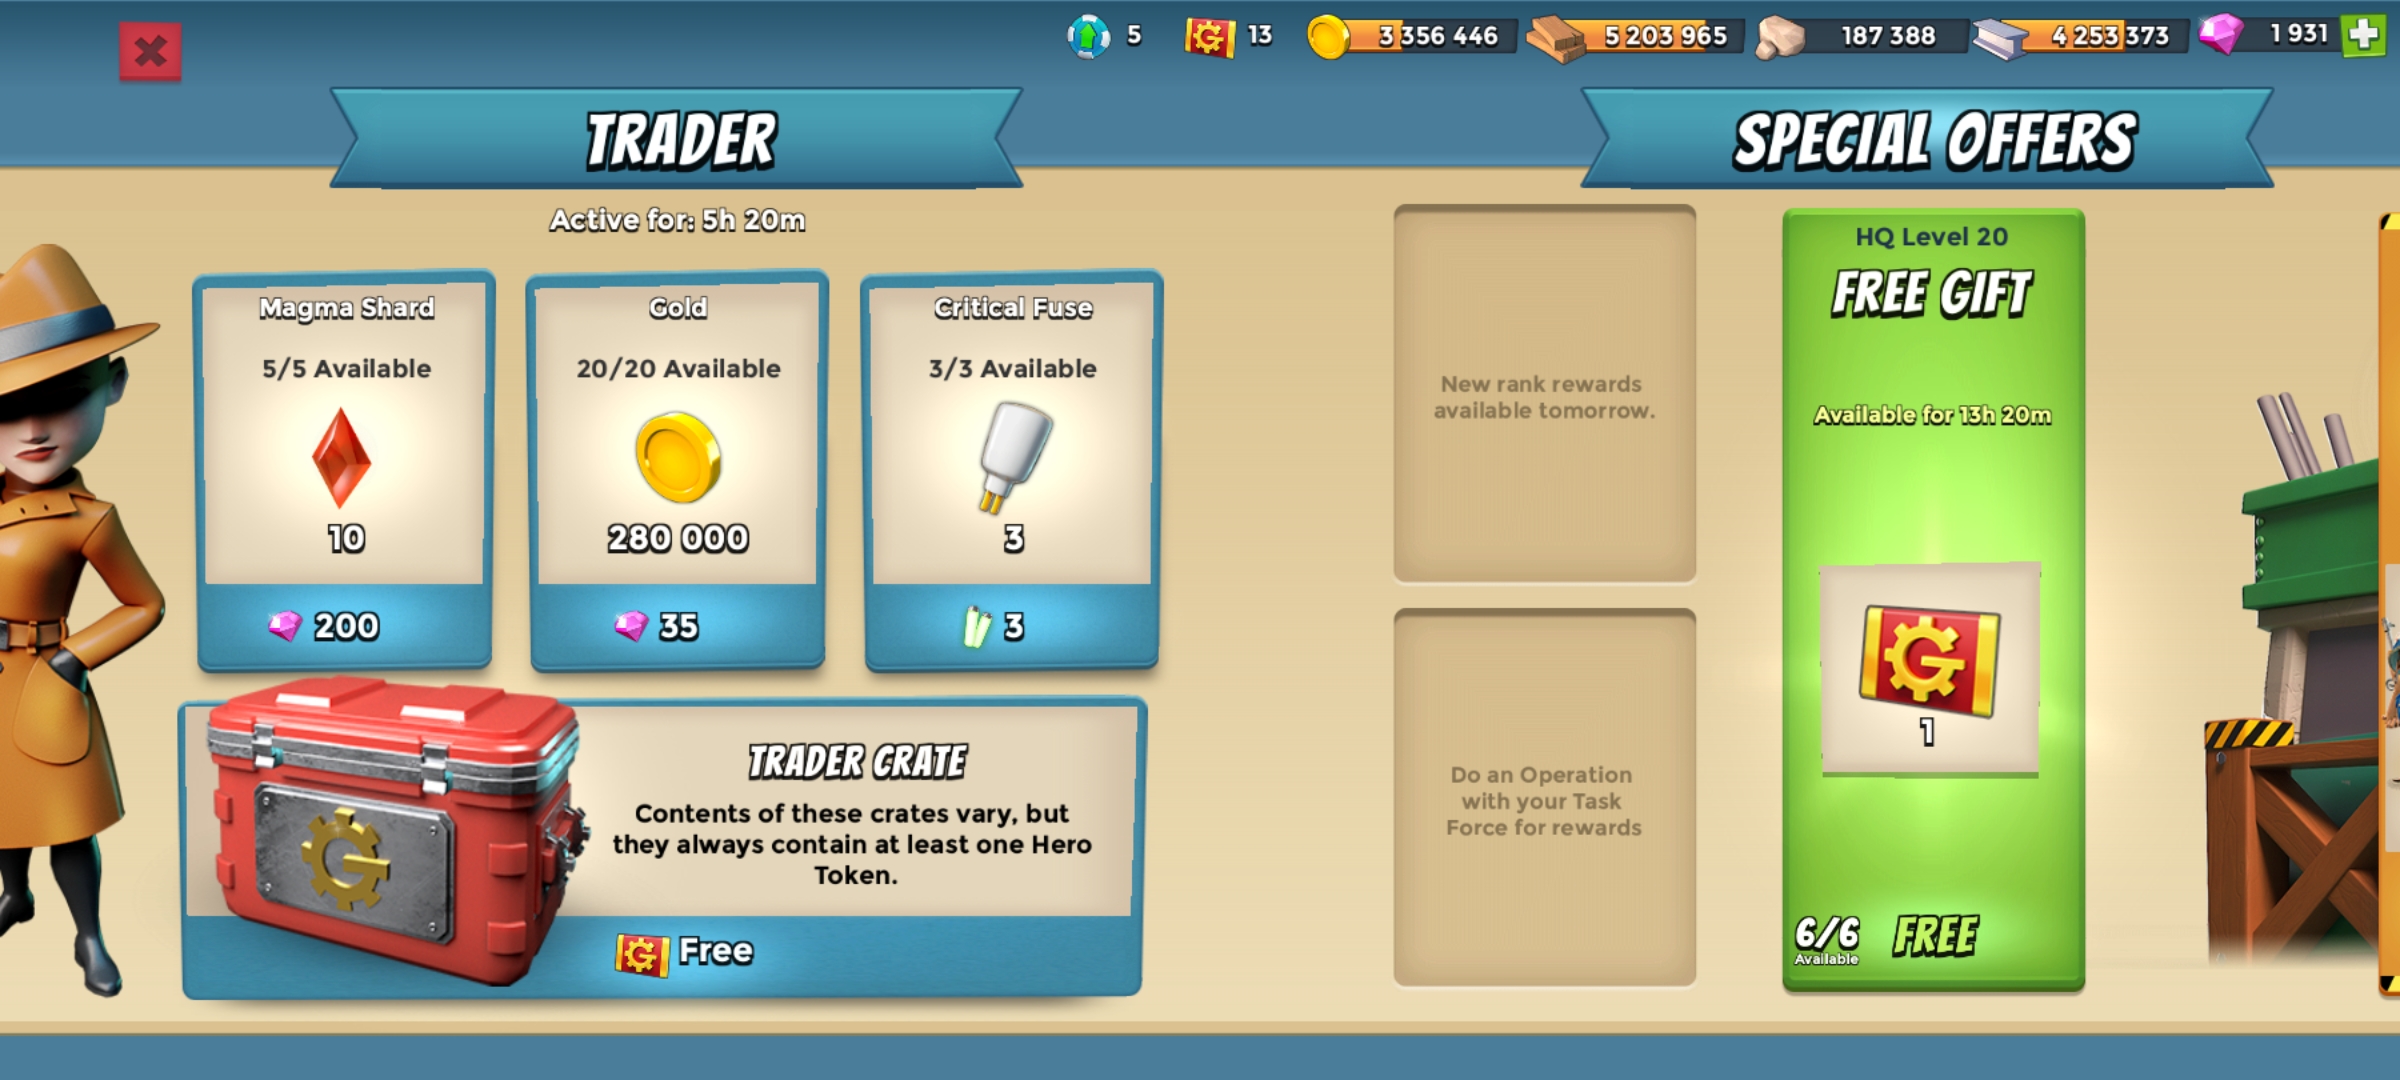 5
13
3 356 446
5 203 965
187 388
4 253 373
1 931
TRADER
SPECIAL OFFERS
Active for: 5h 20m
Magma Shard
5/5 Available
10
200
Gold
20/20 Available
280 000
35
Critical Fuse
3/3 Available
3
3
TRADER CRATE
Contents of these crates vary, but
they always contain at least one Hero
Token.
G
G Free
New rank rewards
available tomorrow.
Do an Operation
with your Task
Force for rewards
HQ Level 20
FREE GIFT
Available for 13h 20m
G
1
6/6
Available
FREE